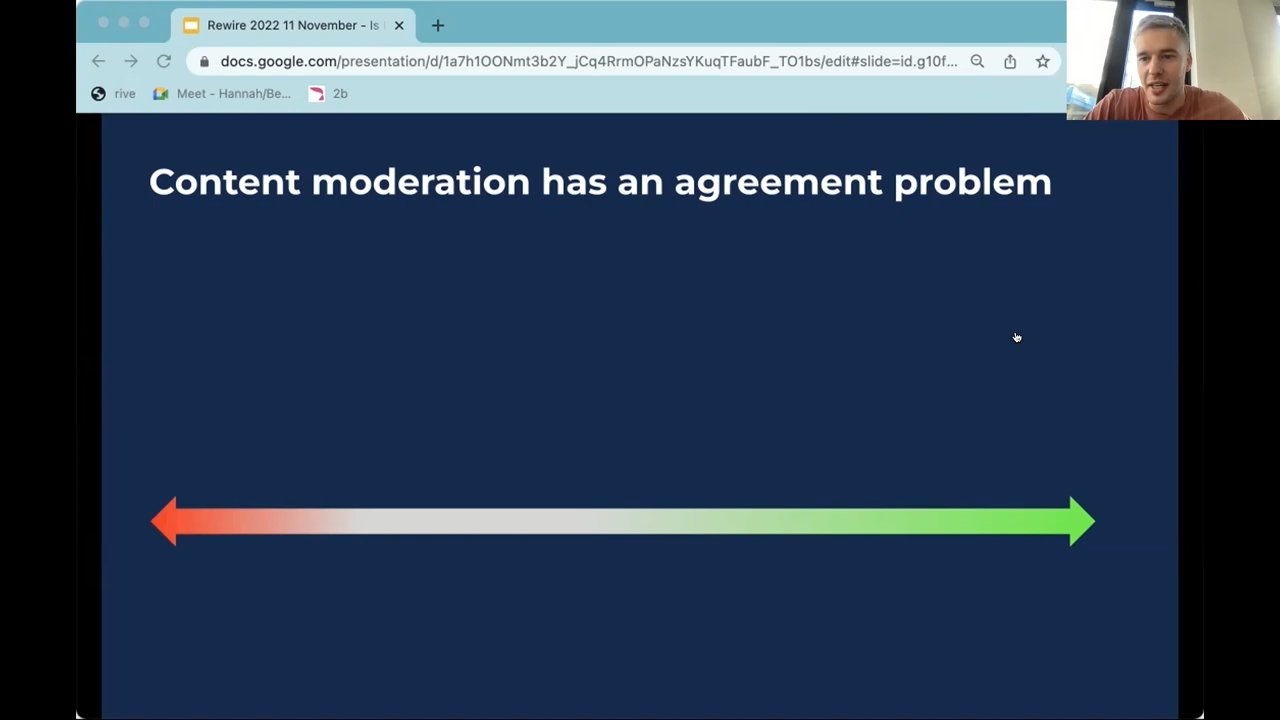 Rewire 2022 11 November - Is
docs.google.com/presentation/d/1a7h1OONmt3b2Y_jCq4RrmOPaNzsYKuqTFaubF_TO1bs/edit#slide=id.g10f...
rive Meet - Hannah/Be... 2b
Content moderation has an agreement problem